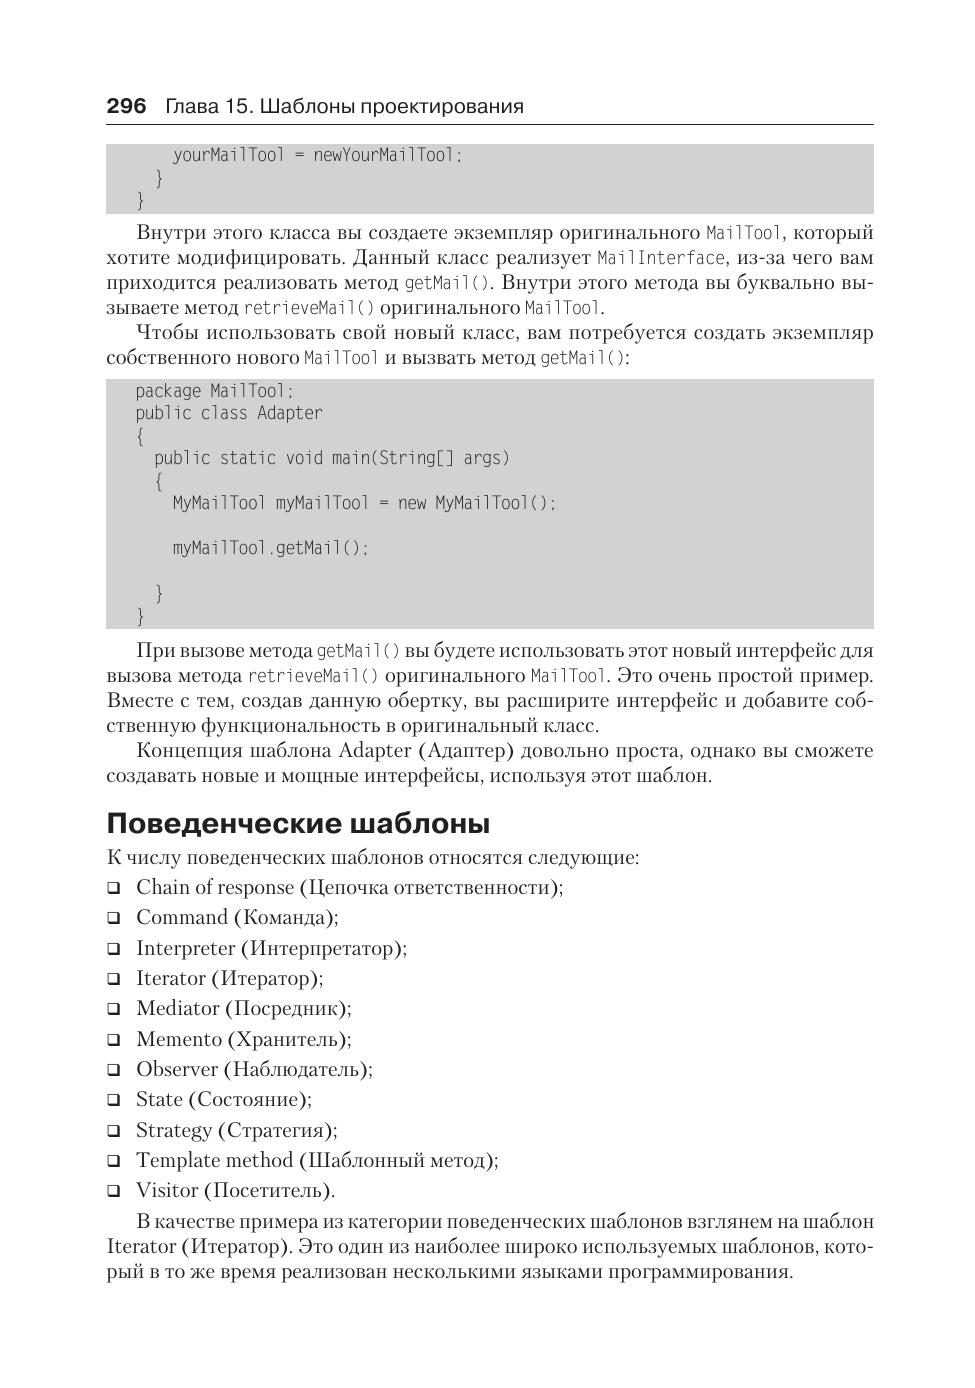 296 Глава 15. Шаблоны проектирования
yourMailTool = newYourMailTool;
}
}
Внутри этого класса вы создаете экземпляр оригинального MailTool, который
хотите модифицировать. Данный класс реализует MailInterface, из-за чего вам
приходится реализовать метод getMail(). Внутри этого метода вы буквально вы-
зываете метод retrieveMail() оригинального MailTool.
Чтобы использовать свой новый класс, вам потребуется создать экземпляр
собственного нового MailTool и вызвать метод getMail():
package MailTool;
public class Adapter
{
public static void main(String[] args)
{
MyMailTool myMailTool = new MyMailTool();
myMailTool.getMail();
}
}
При вызове метода getMail() вы будете использовать этот новый интерфейс для
вызова метода retrieveMail() оригинального MailTool. Это очень простой пример.
Вместе с тем, создав данную обертку, вы расширите интерфейс и добавите соб-
ственную функциональность в оригинальный класс.
Концепция шаблона Adapter (Адаптер) довольно проста, однако вы сможете
создавать новые и мощные интерфейсы, используя этот шаблон.
Поведенческие шаблоны
К числу поведенческих шаблонов относятся следующие:
❑ Chain of response (Цепочка ответственности);
❑ Command (Команда);
❑ Interpreter (Интерпретатор);
❑ Iterator (Итератор);
❑ Mediator (Посредник);
❑ Memento (Хранитель);
❑ Observer (Наблюдатель);
❑ State (Состояние);
❑ Strategy (Стратегия);
❑ Template method (Шаблонный метод);
❑ Visitor (Посетитель).
В качестве примера из категории поведенческих шаблонов взглянем на шаблон
Iterator (Итератор). Это один из наиболее широко используемых шаблонов, кото-
рый в то же время реализован несколькими языками программирования.